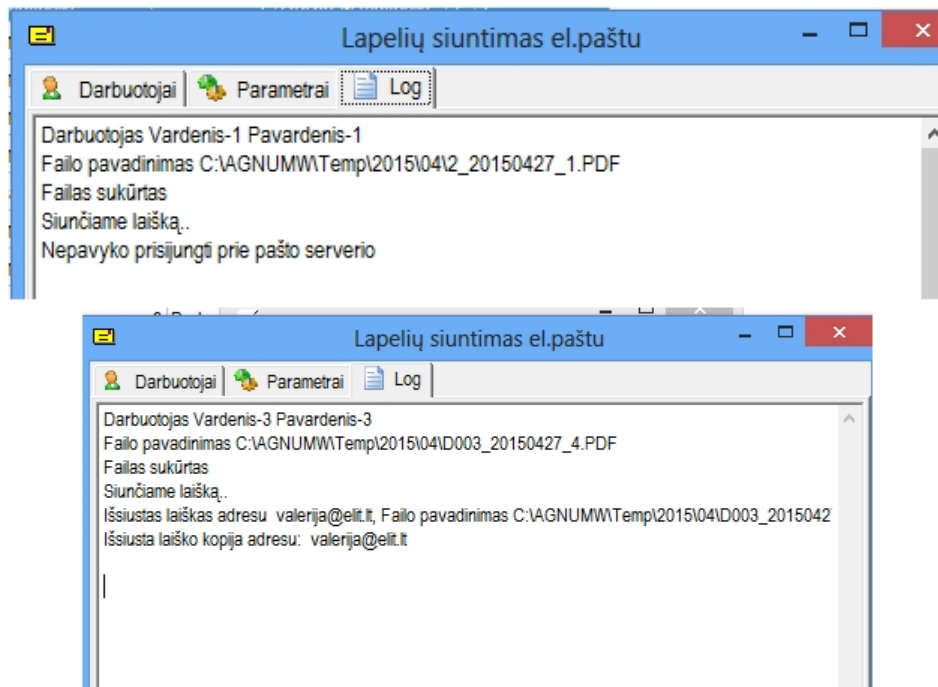 Lapelių siuntimas el.paštu
Darbuotojai Parametrai Log
Darbuotojas Vardenis-1 Pavardenis-1
Failo pavadinimas C:\AGNUMW\Temp\2015\04\2_20150427_1.PDF
Failas sukūrtas
Siunčiame laišką..
Nepavyko prisijungti prie pašto serverio
Lapelių siuntimas el.paštu
Darbuotojai Parametrai Log
Darbuotojas Vardenis-3 Pavardenis-3
Failo pavadinimas C:\AGNUMW\Temp\2015\04\D003_20150427_4.PDF
Failas sukūrtas
Siunčiame laišką..
Išsiustas laiškas adresu valerija@elit.lt, Failo pavadinimas C:\AGNUMW\Temp\2015\04\D003_2015042
Išsiusta laiško kopija adresu: valerija@elit.lt